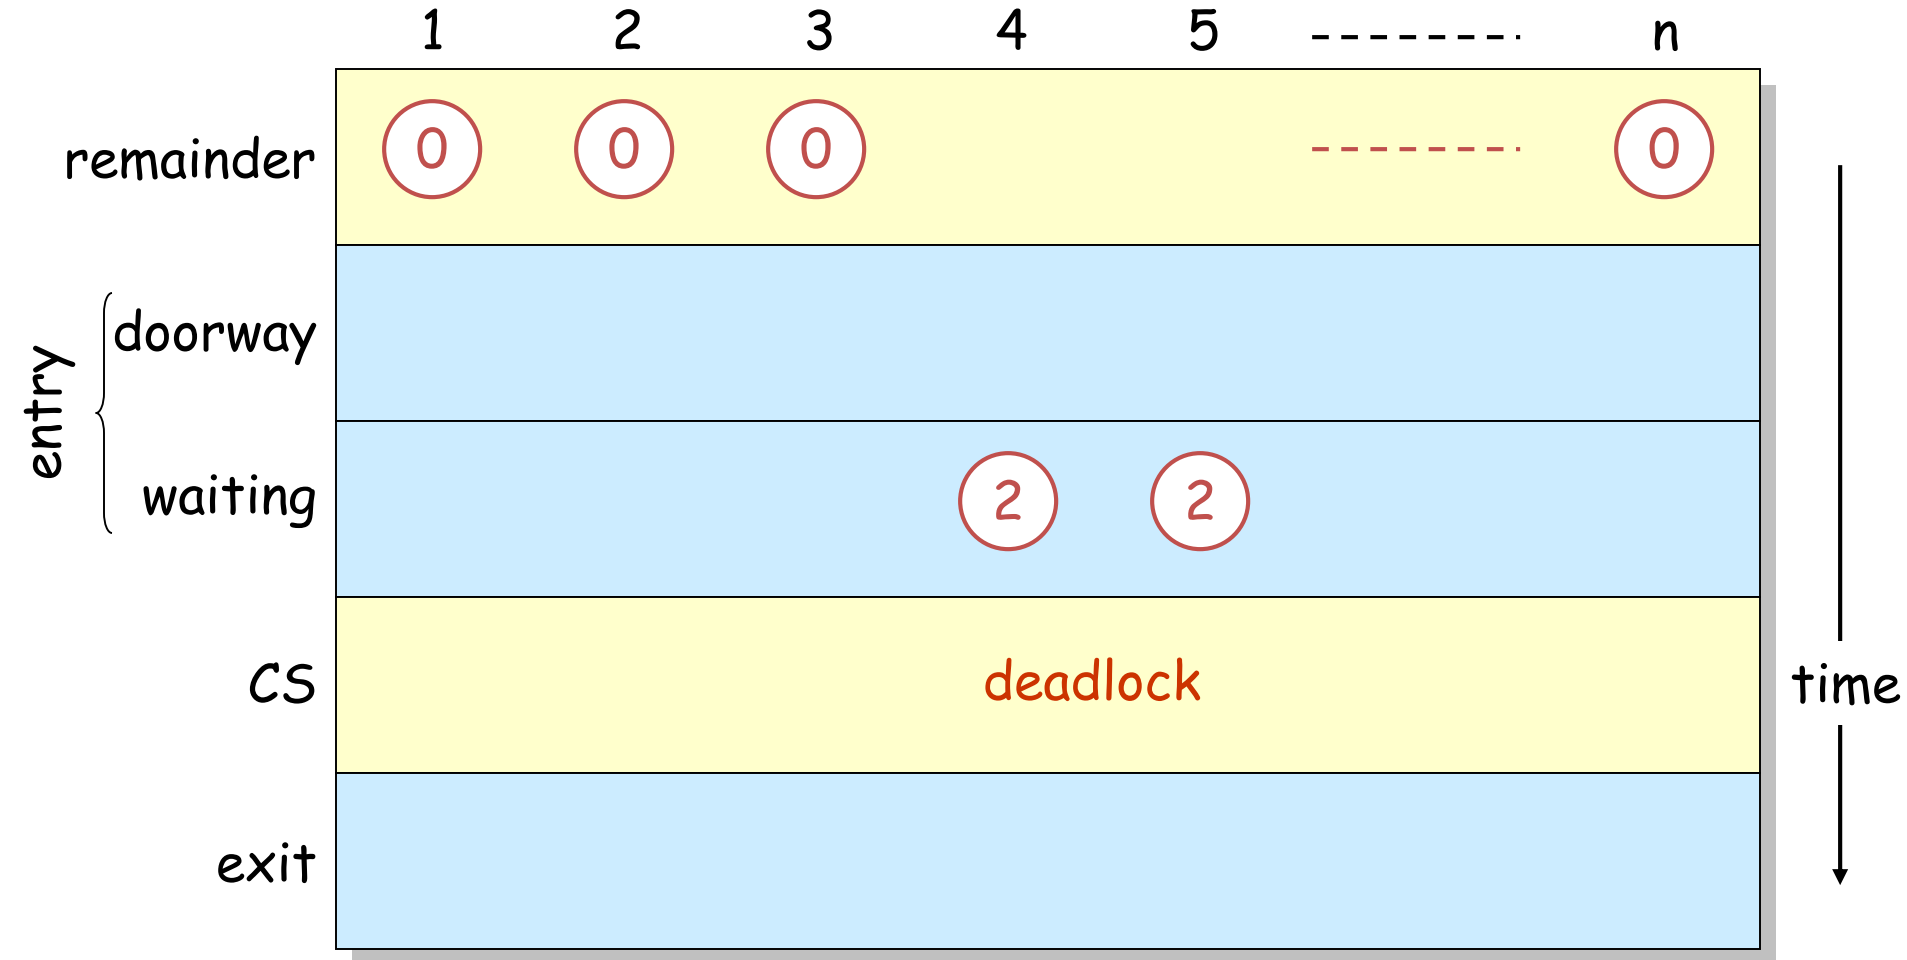 1 2 3 4 5 n
remainder 0 0 0 0
entry
doorway
waiting 2 2
CS deadlock
time
exit